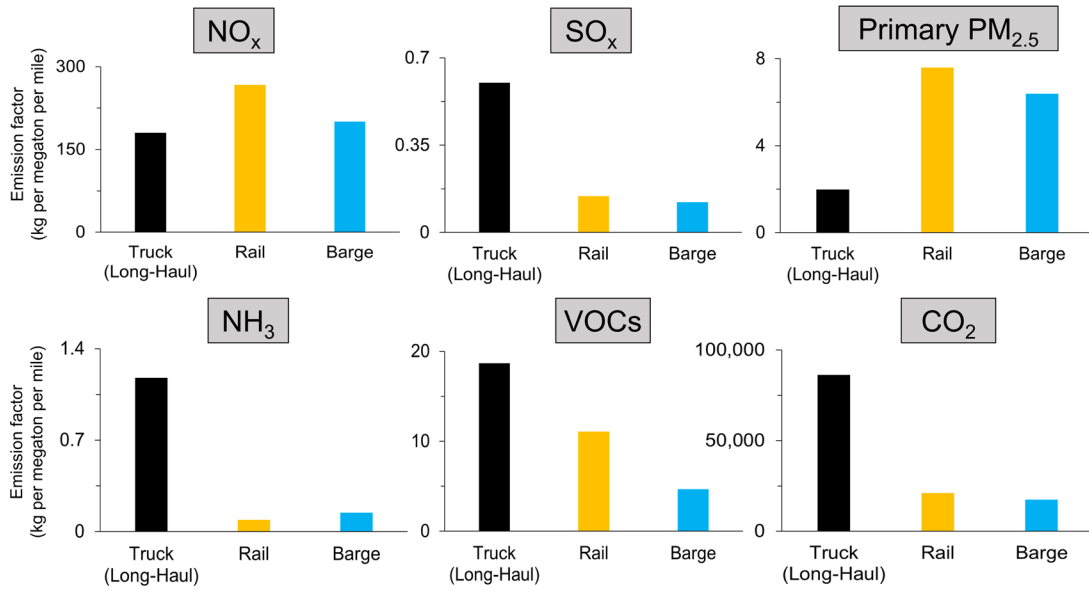 NOₓ
Emission factor
(kg per megaton per mile)
300
150
0
Truck
(Long-Haul)
Rail
Barge
SOₓ
0.7
0.35
0
Truck
(Long-Haul)
Rail
Barge
Primary PM₂.₅
8
4
0
Truck
(Long-Haul)
Rail
Barge
NH₃
Emission factor
(kg per megaton per mile)
1.4
0.7
0
Truck
(Long-Haul)
Rail
Barge
VOCs
20
10
0
Truck
(Long-Haul)
Rail
Barge
CO₂
100,000
50,000
0
Truck
(Long-Haul)
Rail
Barge